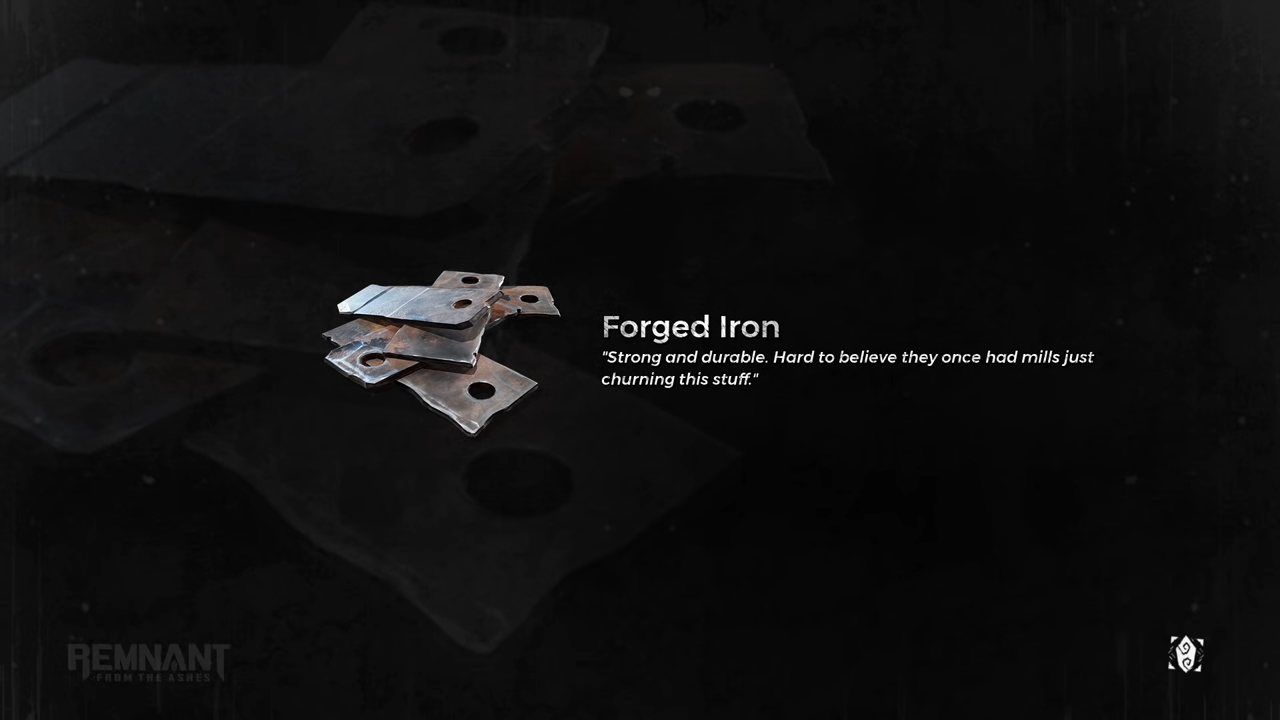 Forged Iron
"Strong and durable. Hard to believe they once had mills just
churning this stuff."
REMNANT
FROM THE ASHES